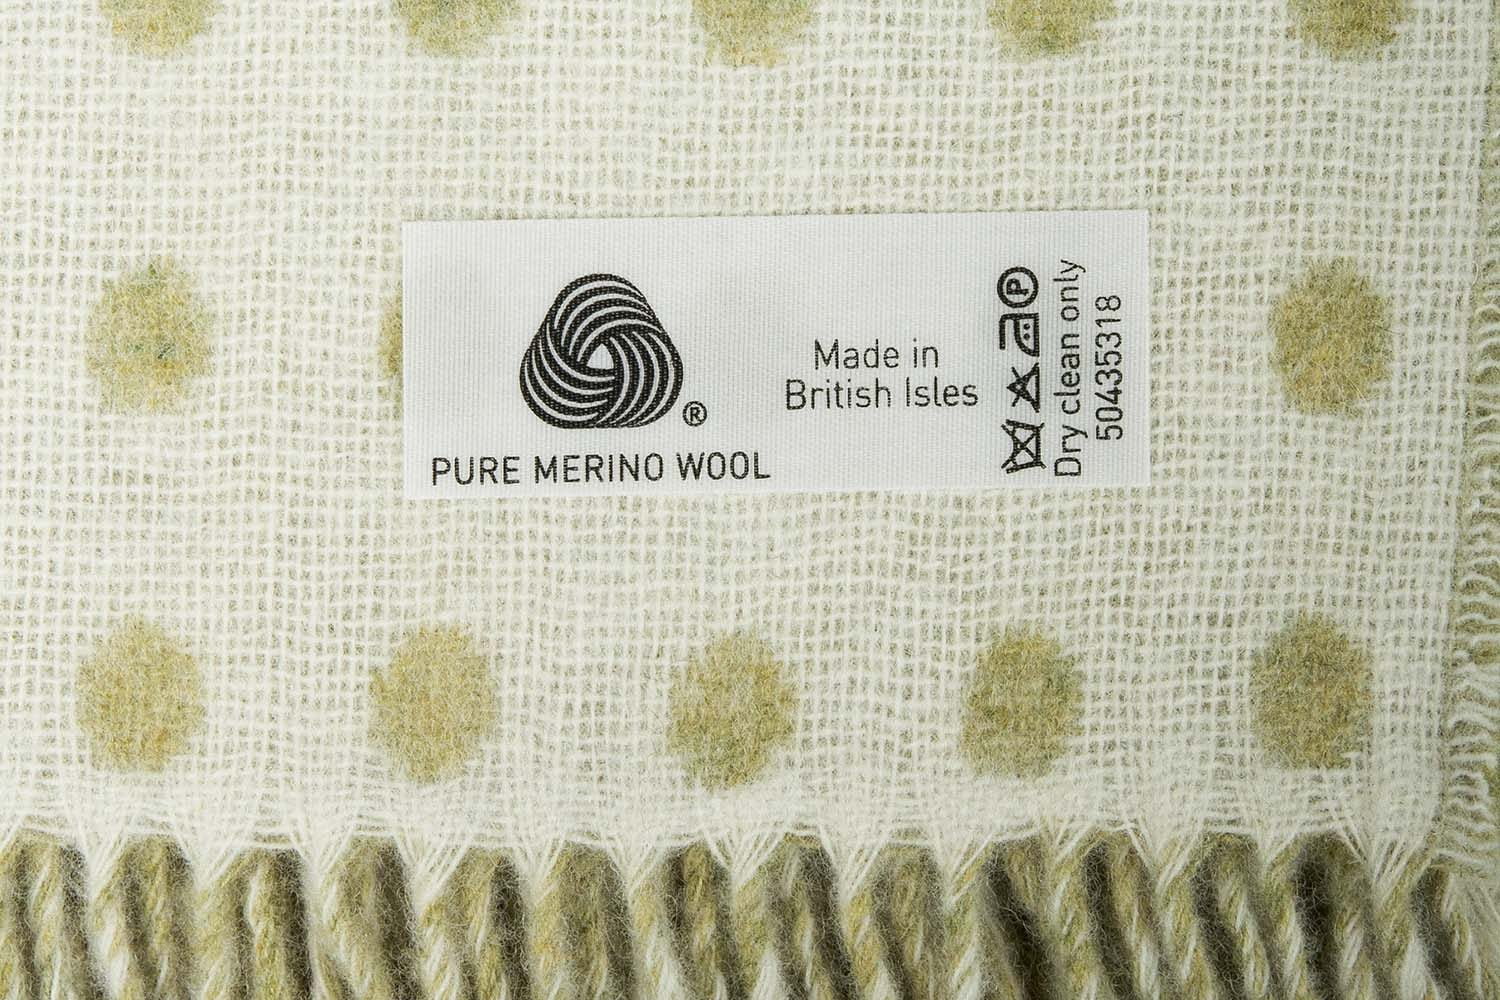 ®
PURE MERINO WOOL
Made in
British Isles
P
Dry clean only
50435318